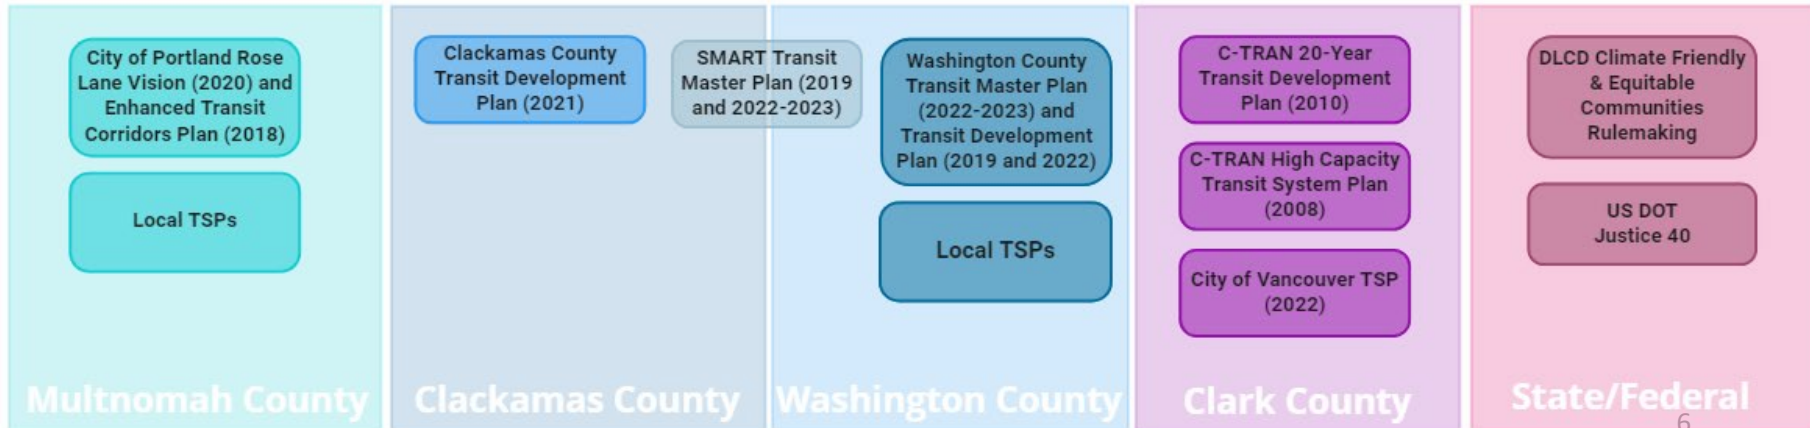 City of Portland Rose
Lane Vision (2020) and
Enhanced Transit
Corridors Plan (2018)
Local TSPs
Multnomah County
Clackamas County
Transit Development
Plan (2021)
SMART Transit
Master Plan (2019
and 2022-2023)
Clackamas County
Washington County
Transit Master Plan
(2022-2023) and
Transit Development
Plan (2019 and 2022)
Local TSPs
Washington County
C-TRAN 20-Year
Transit Development
Plan (2010)
C-TRAN High Capacity
Transit System Plan
(2008)
City of Vancouver TSP
(2022)
Clark County
DLCD Climate Friendly
& Equitable
Communities
Rulemaking
US DOT
Justice 40
State/Federal
6